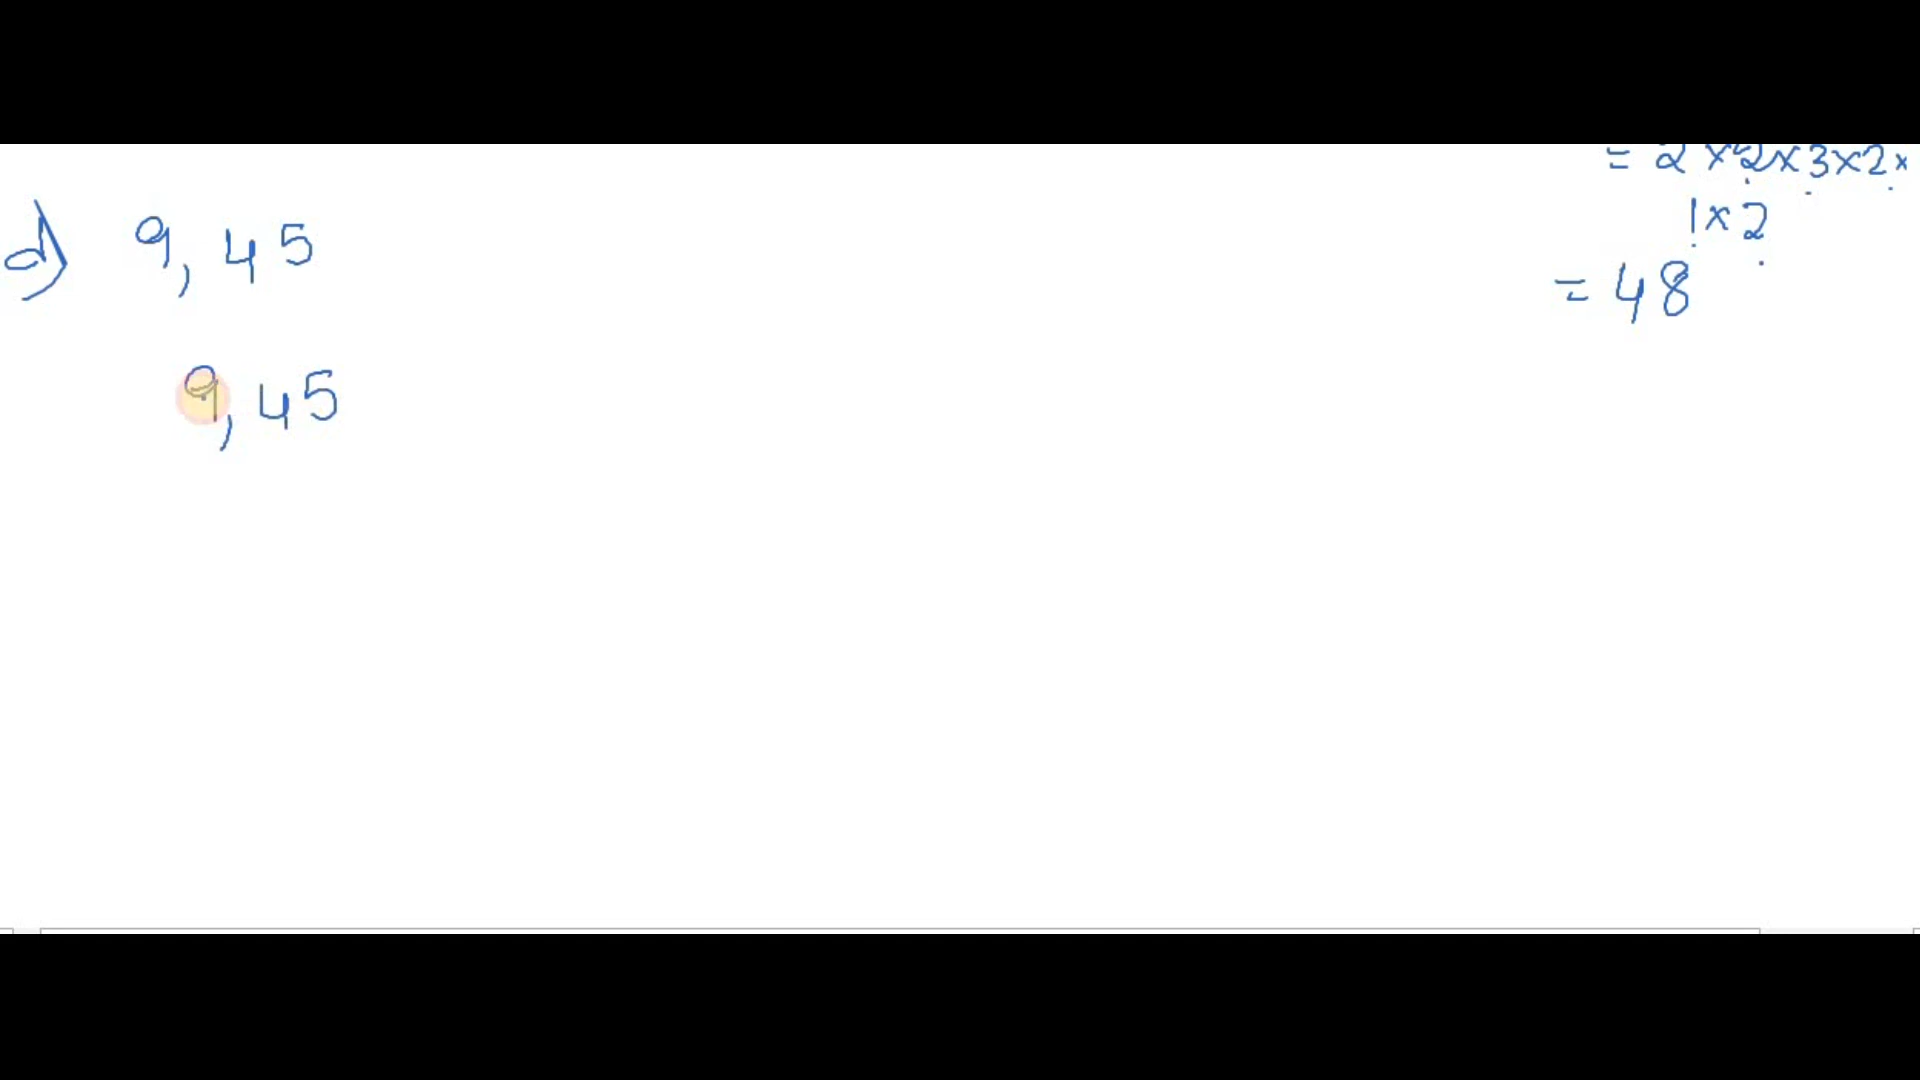 = 2 x 2 x 3 x 2 x
1 x 2
= 48
d) 9, 45
9, 45